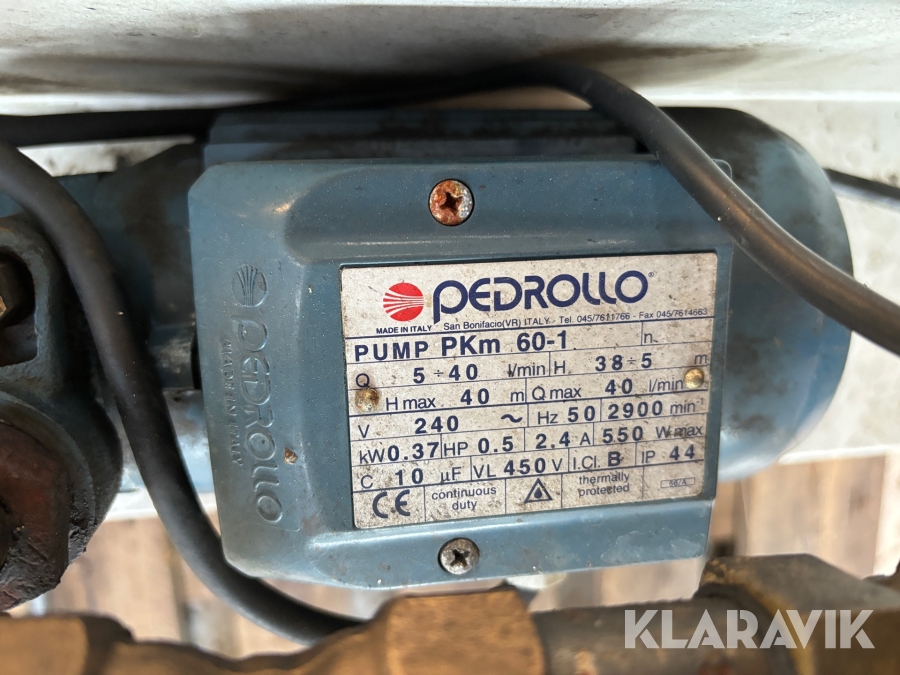 PEDROLLO®
MADE IN ITALY San Bonifacio(VR) ITALY - Tel. 045/7611766 - Fax 045/7614663
PUMP PKm 60-1 n.
Q 5÷40 l/min H. 38÷5 m
H max 40 m Q max 40 l/min
V 240 ~ Hz 50 2900 min⁻¹
kW 0.37 HP 0.5 2.4 A 550 W max
C 10 µF VL 450 V I.Cl. B IP 44
CE continuous duty thermally protected
PEDROLLO
MADE IN ITALY
KLARAVIK